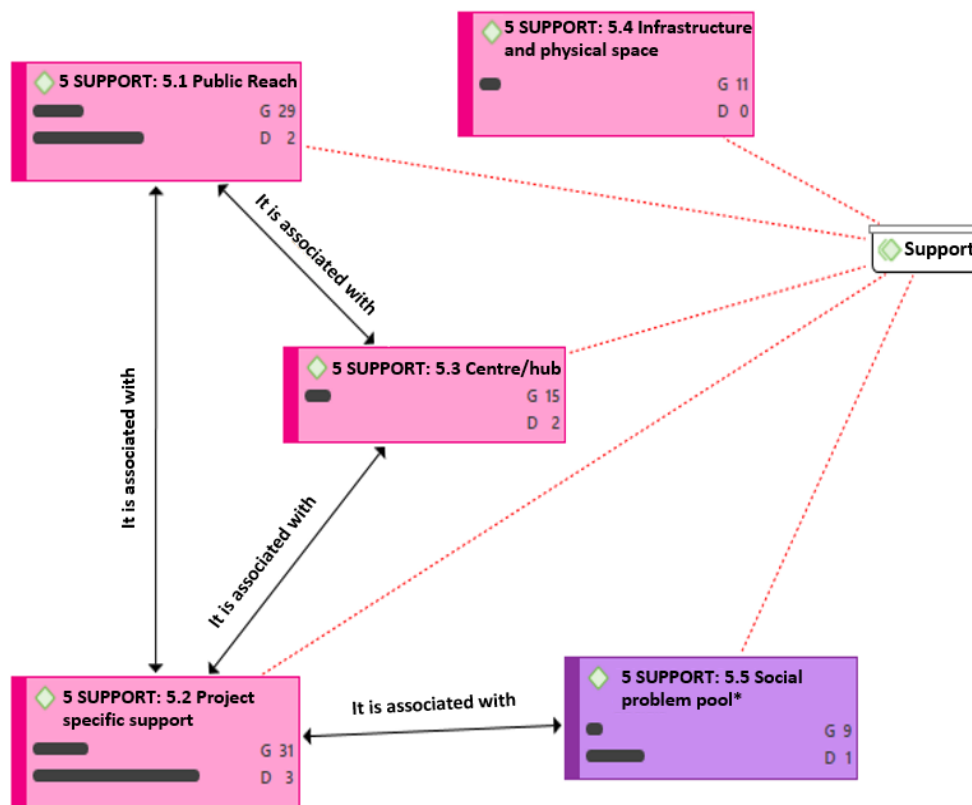 5 SUPPORT: 5.4 Infrastructure
and physical space
G 11
D 0
5 SUPPORT: 5.1 Public Reach
G 29
D 2
It is associated with
Support
It is associated with
5 SUPPORT: 5.3 Centre/hub
G 15
D 2
It is associated with
5 SUPPORT: 5.2 Project
specific support
G 31
D 3
It is associated with
5 SUPPORT: 5.5 Social
problem pool*
G 9
D 1